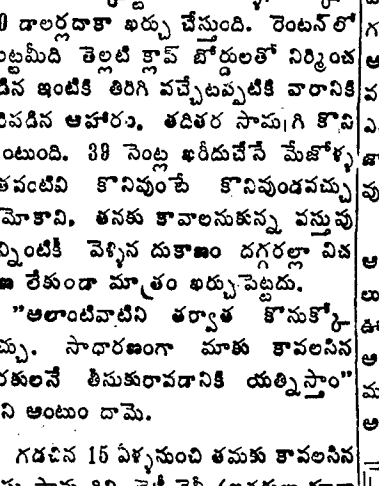 0 డాలర్లదాకా ఖర్చు చేస్తుంది. రెంటన్‌లో
ట్టమీది తెల్లటి క్లాప్ బోర్డులతో నిర్మించ
డిన ఇంటికి తిరిగి వచ్చేటప్పటికి వారానికి
పడిన ఆహారం, తదితర సామగ్రి కొని
ంటుంది. 39 సెంట్ల ఖరీదుచేసే మేజోళ్ళ
తవంటివి కొనివుంటే కొనివుండవచ్చు
మోకాని, తనకు కావాలనుకున్న వస్తువు
న్నింటికీ వెళ్ళిన దుకాణం దగ్గరల్లా విచ
ణ లేకుండా మాత్రం ఖర్చుపెట్టదు.
"అలాంటివాటిని తర్వాత కొనుక్కో
చ్చు. సాధారణంగా మాకు కావలసిన
రకులనే తీసుకురావడానికి యత్నిస్తాం"
ని అంటుం దామె.
గడచిన 15 ఏళ్ళనుంచి తమకు కావలసిన